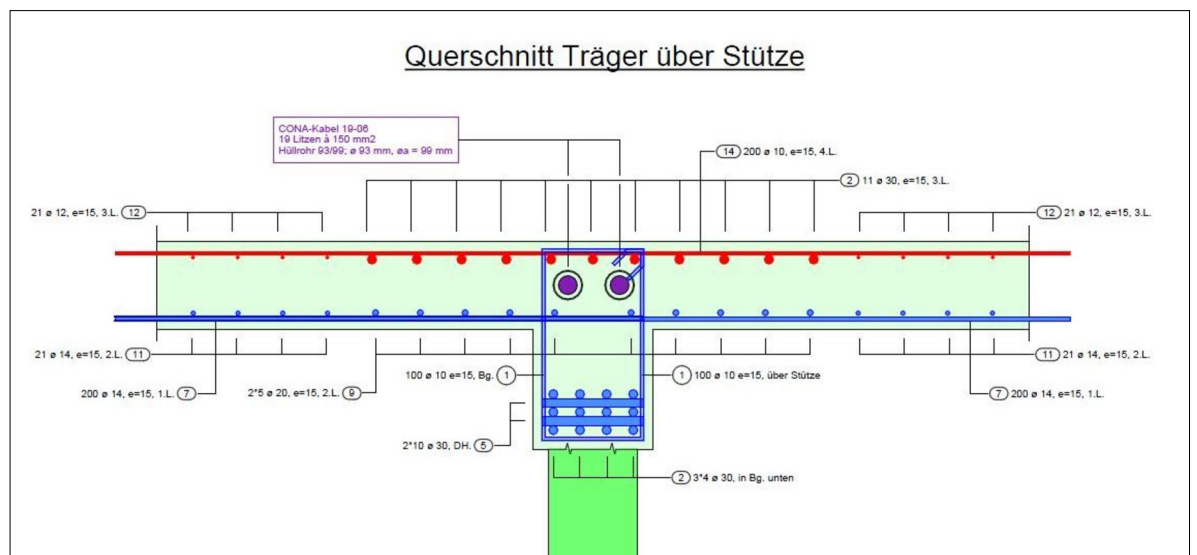 Querschnitt Träger über Stütze
CONA-Kabel 19-06
19 Litzen à 150 mm2
Hüllrohr 93/99; ø 93 mm, øa = 99 mm
14 200 ø 10, e=15, 4.L.
2 11 ø 30, e=15, 3.L.
21 ø 12, e=15, 3.L. 12
12 21 ø 12, e=15, 3.L.
21 ø 14, e=15, 2.L. 11
11 21 ø 14, e=15, 2.L.
100 ø 10 e=15, Bg. 1
1 100 ø 10 e=15, über Stütze
200 ø 14, e=15, 1.L. 7
2*5 ø 20, e=15, 2.L. 9
7 200 ø 14, e=15, 1.L.
2*10 ø 30, DH. 5
2 3*4 ø 30, in Bg. unten